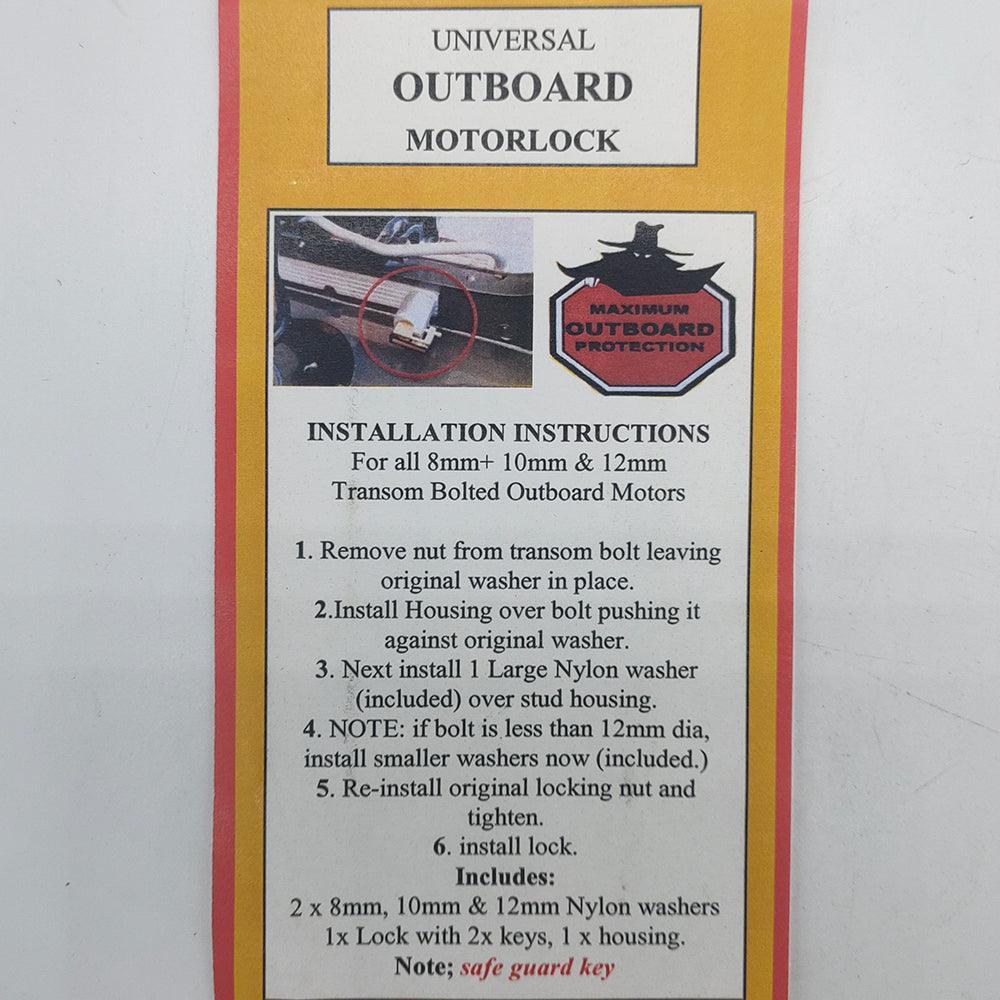 UNIVERSAL
OUTBOARD
MOTORLOCK
MAXIMUM
OUTBOARD
PROTECTION
INSTALLATION INSTRUCTIONS
For all 8mm+ 10mm & 12mm
Transom Bolted Outboard Motors
1. Remove nut from transom bolt leaving
original washer in place.
2.Install Housing over bolt pushing it
against original washer.
3. Next install 1 Large Nylon washer
(included) over stud housing.
4. NOTE: if bolt is less than 12mm dia,
install smaller washers now (included.)
5. Re-install original locking nut and
tighten.
6. install lock.
Includes:
2 x 8mm, 10mm & 12mm Nylon washers
1x Lock with 2x keys, 1 x housing.
Note; safe guard key